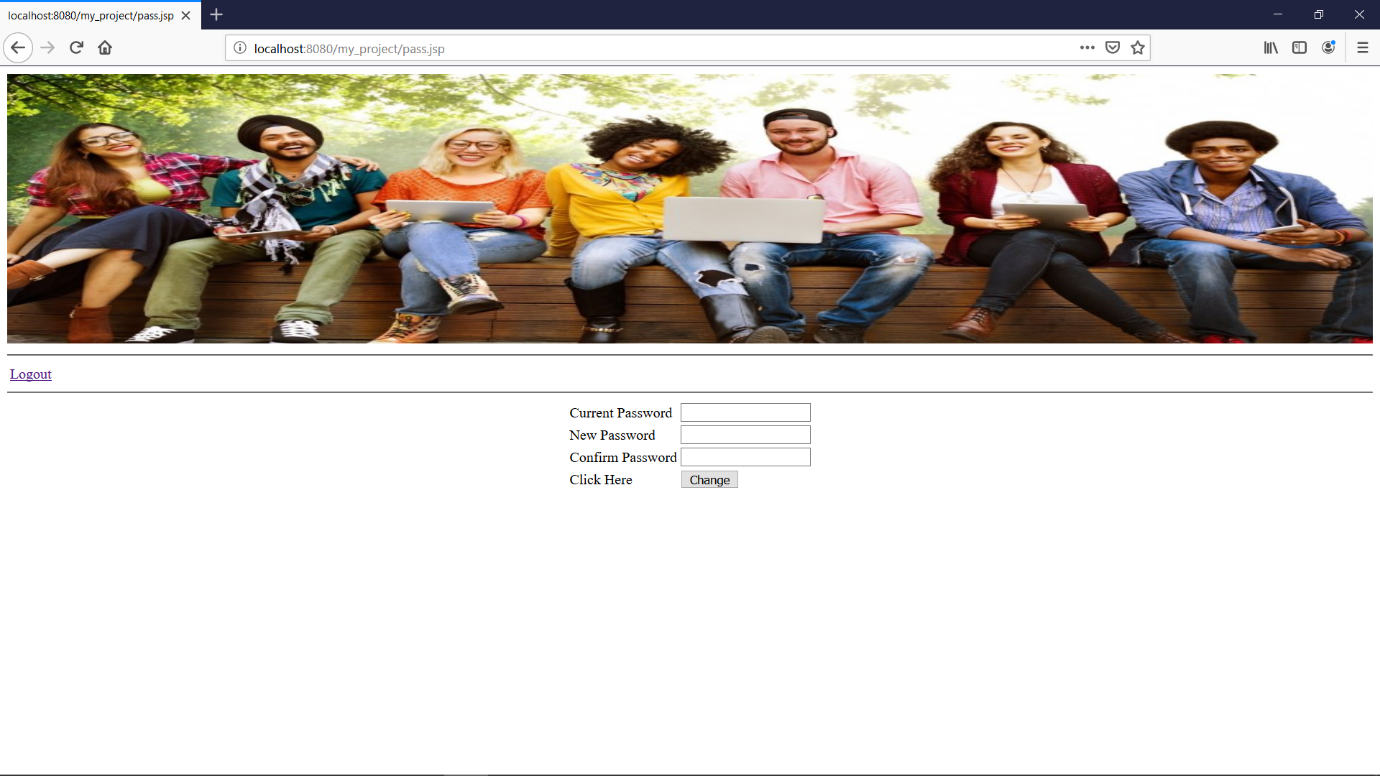 localhost:8080/my_project/pass.jsp
localhost:8080/my_project/pass.jsp
Logout
Current Password
New Password
Confirm Password
Click Here Change